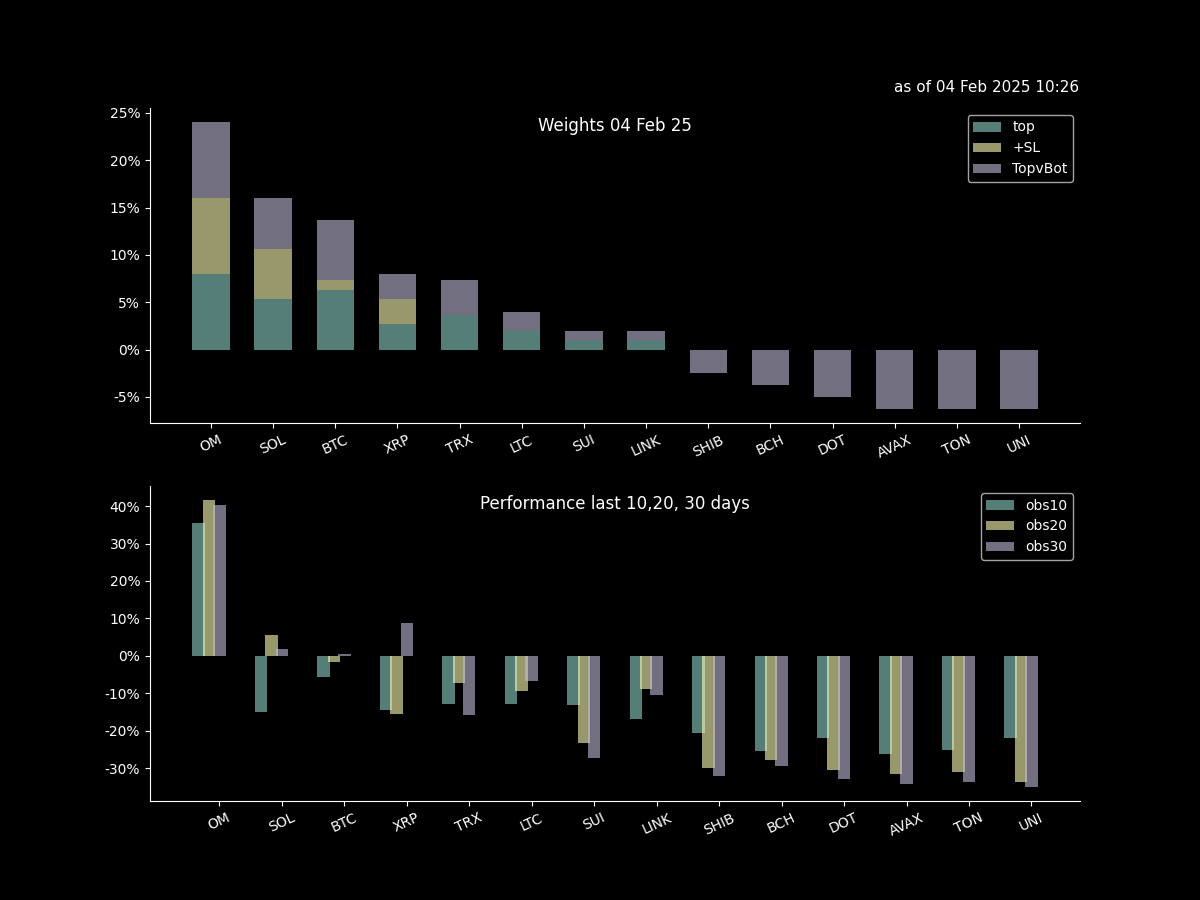 as of 04 Feb 2025 10:26
Weights 04 Feb 25
top
+SL
TopvBot
25%
20%
15%
10%
5%
0%
-5%
OM SOL BTC XRP TRX LTC SUI LINK SHIB BCH DOT AVAX TON UNI
Performance last 10,20, 30 days
obs10
obs20
obs30
40%
30%
20%
10%
0%
-10%
-20%
-30%
OM SOL BTC XRP TRX LTC SUI LINK SHIB BCH DOT AVAX TON UNI